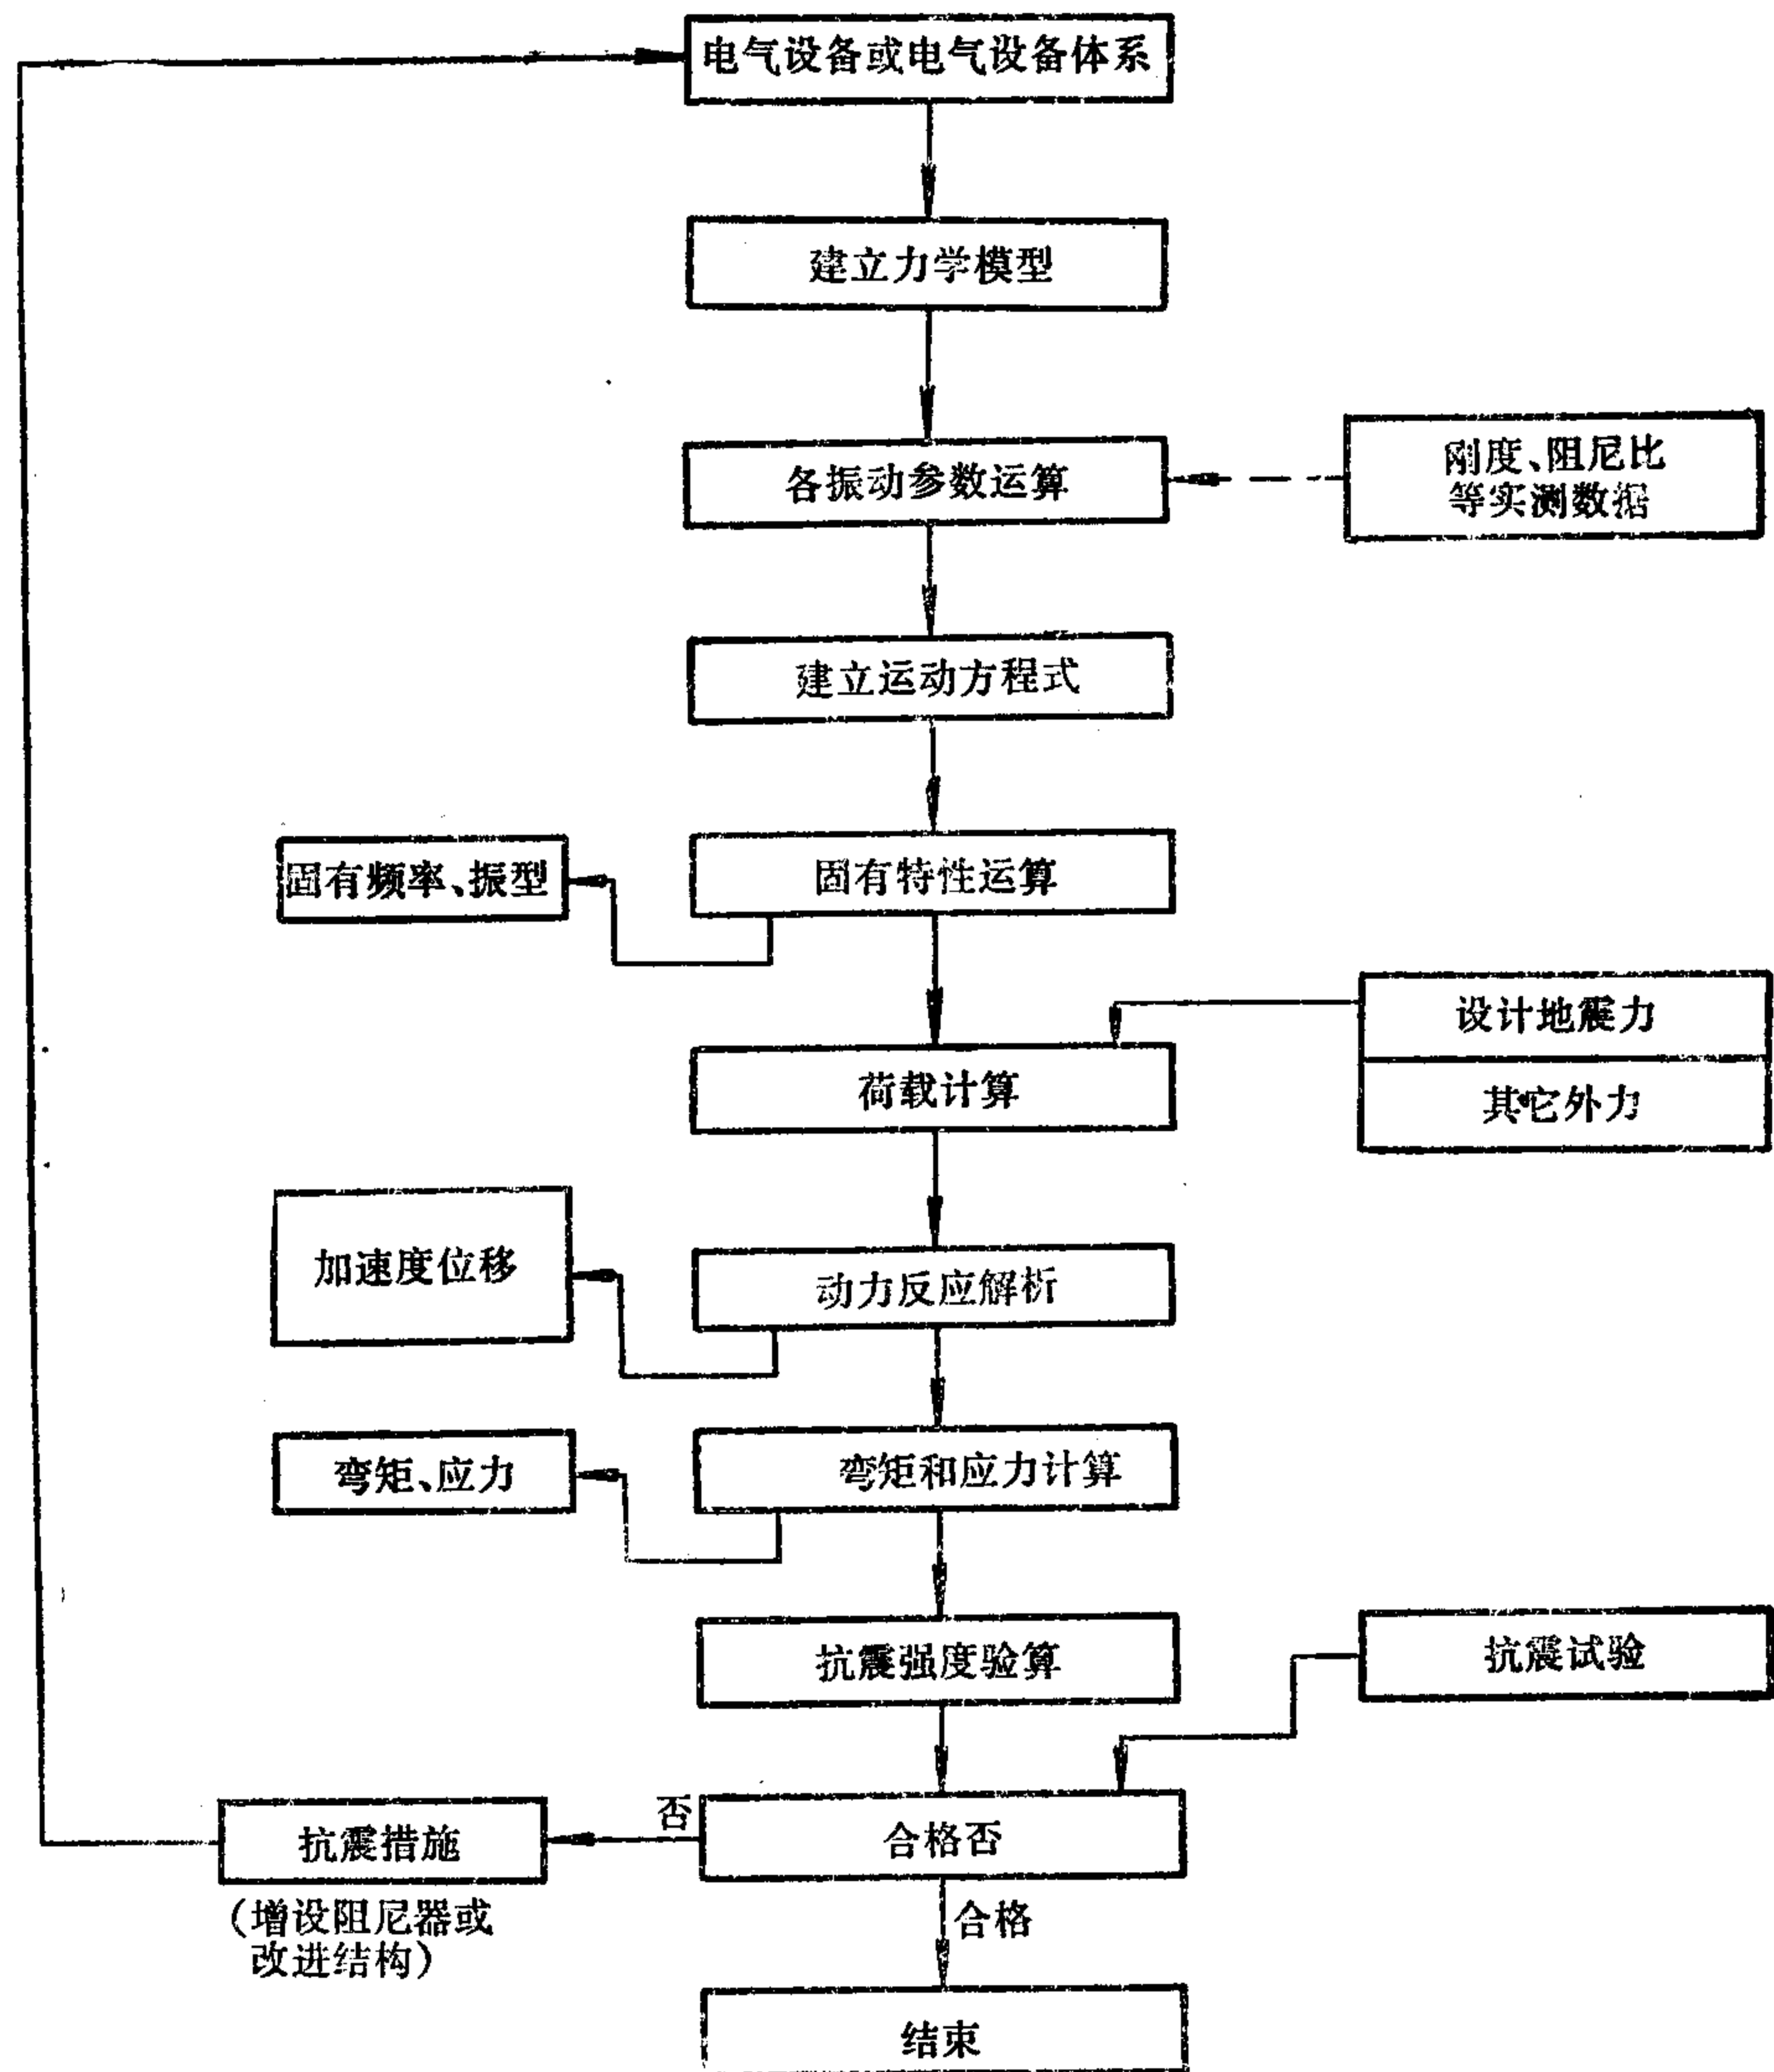 电气设备或电气设备体系
建立力学模型
各振动参数运算
刚度、阻尼比
等实测数据
建立运动方程式
固有频率、振型
固有特性运算
设计地震力
荷载计算
其它外力
加速度位移
动力反应解析
弯矩、应力
弯矩和应力计算
抗震强度验算
抗震试验
否
合格否
抗震措施
(增设阻尼器或
改进结构)
合格
结束